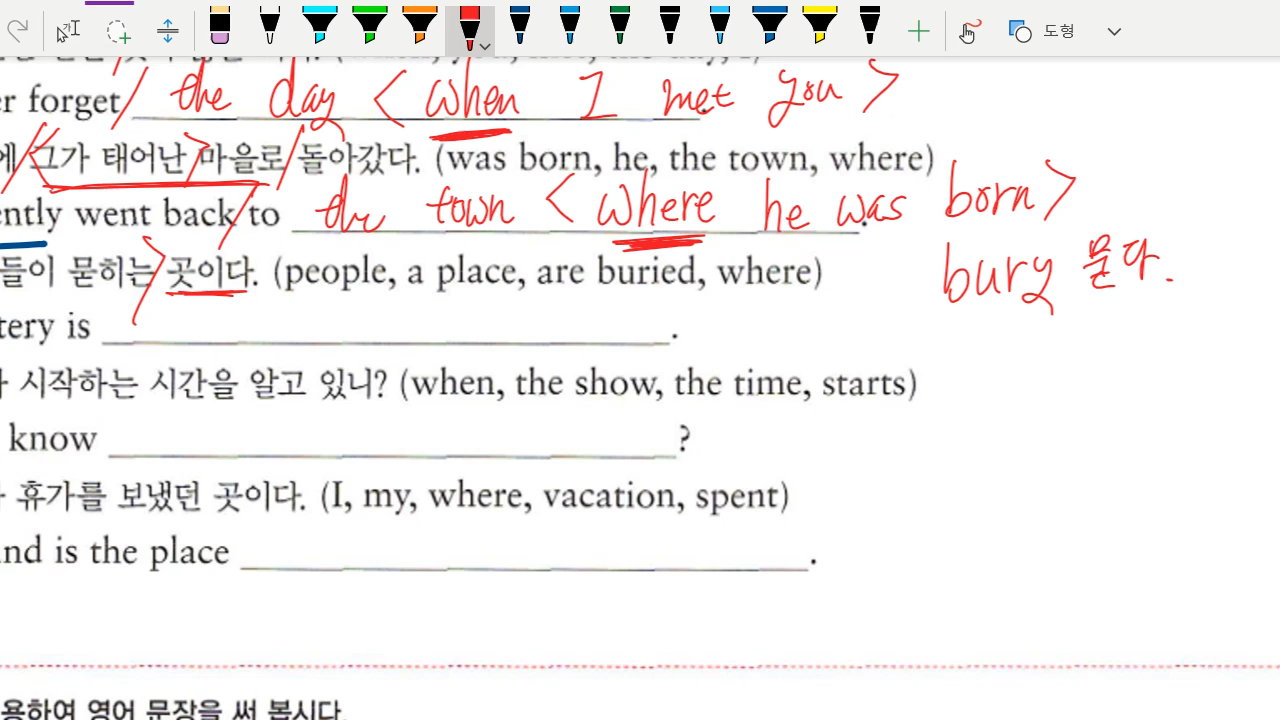 도형
er forget the day < when I met you >
에 그가 태어난 마을로 돌아갔다. (was born, he, the town, where)
ently went back to the town < where he was born > .
들이 묻히는 곳이다. (people, a place, are buried, where)
bury 묻다.
tery is .
시작하는 시간을 알고 있니? (when, the show, the time, starts)
know ?
휴가를 보냈던 곳이다. (I, my, where, vacation, spent)
and is the place .
용하여 영어 문장을 써 봅시다.